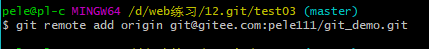 pele@pl-c MINGW64 /d/web练习/12.git/test03 (master)
$ git remote add origin git@gitee.com:pele111/git_demo.git